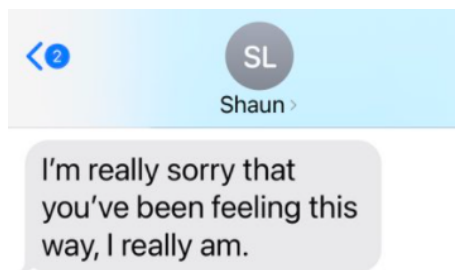 2
SL
Shaun
I'm really sorry that
you've been feeling this
way, I really am.